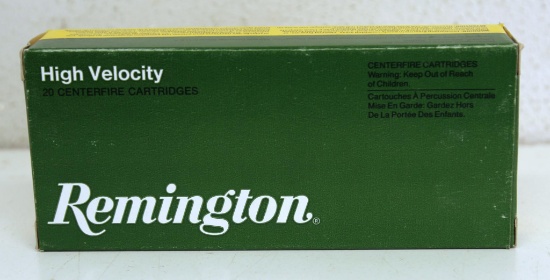 High Velocity
20 CENTERFIRE CARTRIDGES
CENTERFIRE CARTRIDGES
Warning: Keep Out of Reach
of Children.
Cartouches À Percussion Centrale
Mise En Garde: Gardez Hors
De La Portée Des Enfants.
Remington®